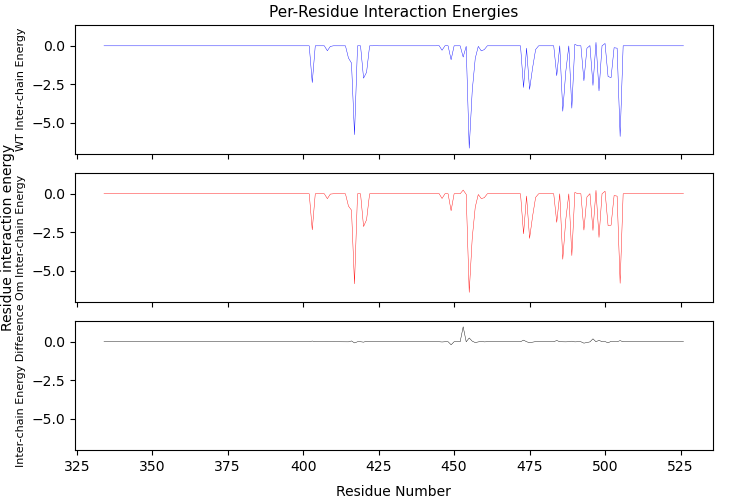 Per-Residue Interaction Energies
Residue interaction energy
WT Inter-chain Energy
0.0
−2.5
−5.0
Om Inter-chain Energy
0.0
−2.5
−5.0
Inter-chain Energy Difference
0.0
−2.5
−5.0
325 350 375 400 425 450 475 500 525
Residue Number